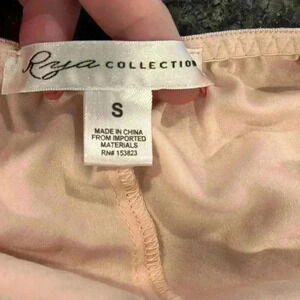 Rya COLLECTION
S
MADE IN CHINA
FROM IMPORTED
MATERIALS
RN# 153823